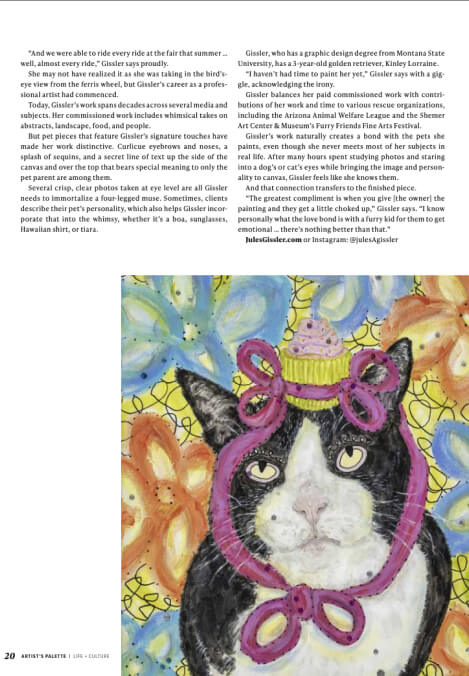 "And we were able to ride every ride at the fair that summer ...
well, almost every ride," Gissler says proudly.
She may not have realized it as she was taking in the bird's-
eye view from the ferris wheel, but Gissler's career as a profes-
sional artist had commenced.
Today, Gissler's work spans decades across several media and
subjects. Her commissioned work includes whimsical takes on
abstracts, landscape, food, and people.
But pet pieces that feature Gissler's signature touches have
made her work distinctive. Curlicue eyebrows and noses, a
splash of sequins, and a secret line of text up the side of the
canvas and over the top that bears special meaning to only the
pet parent are among them.
Several crisp, clear photos taken at eye level are all Gissler
needs to immortalize a four-legged muse. Sometimes, clients
describe their pet's personality, which also helps Gissler incor-
porate that into the whimsy, whether it's a boa, sunglasses,
Hawaiian shirt, or tiara.
Gissler, who has a graphic design degree from Montana State
University, has a 3-year-old golden retriever, Kinley Lorraine.
"I haven't had time to paint her yet," Gissler says with a gig-
gle, acknowledging the irony.
Gissler balances her paid commissioned work with contri-
butions of her work and time to various rescue organizations,
including the Arizona Animal Welfare League and the Shemer
Art Center & Museum's Furry Friends Fine Arts Festival.
Gissler's work naturally creates a bond with the pets she
paints, even though she never meets most of her subjects in
real life. After many hours spent studying photos and staring
into a dog's or cat's eyes while bringing the image and person-
ality to canvas, Gissler feels like she knows them.
And that connection transfers to the finished piece.
"The greatest compliment is when you give [the owner] the
painting and they get a little choked up," Gissler says. "I know
personally what the love bond is with a furry kid for them to get
emotional ... there's nothing better than that."
JulesGissler.com or Instagram: @julesAgissler
20 ARTIST'S PALETTE | LIFE + CULTURE